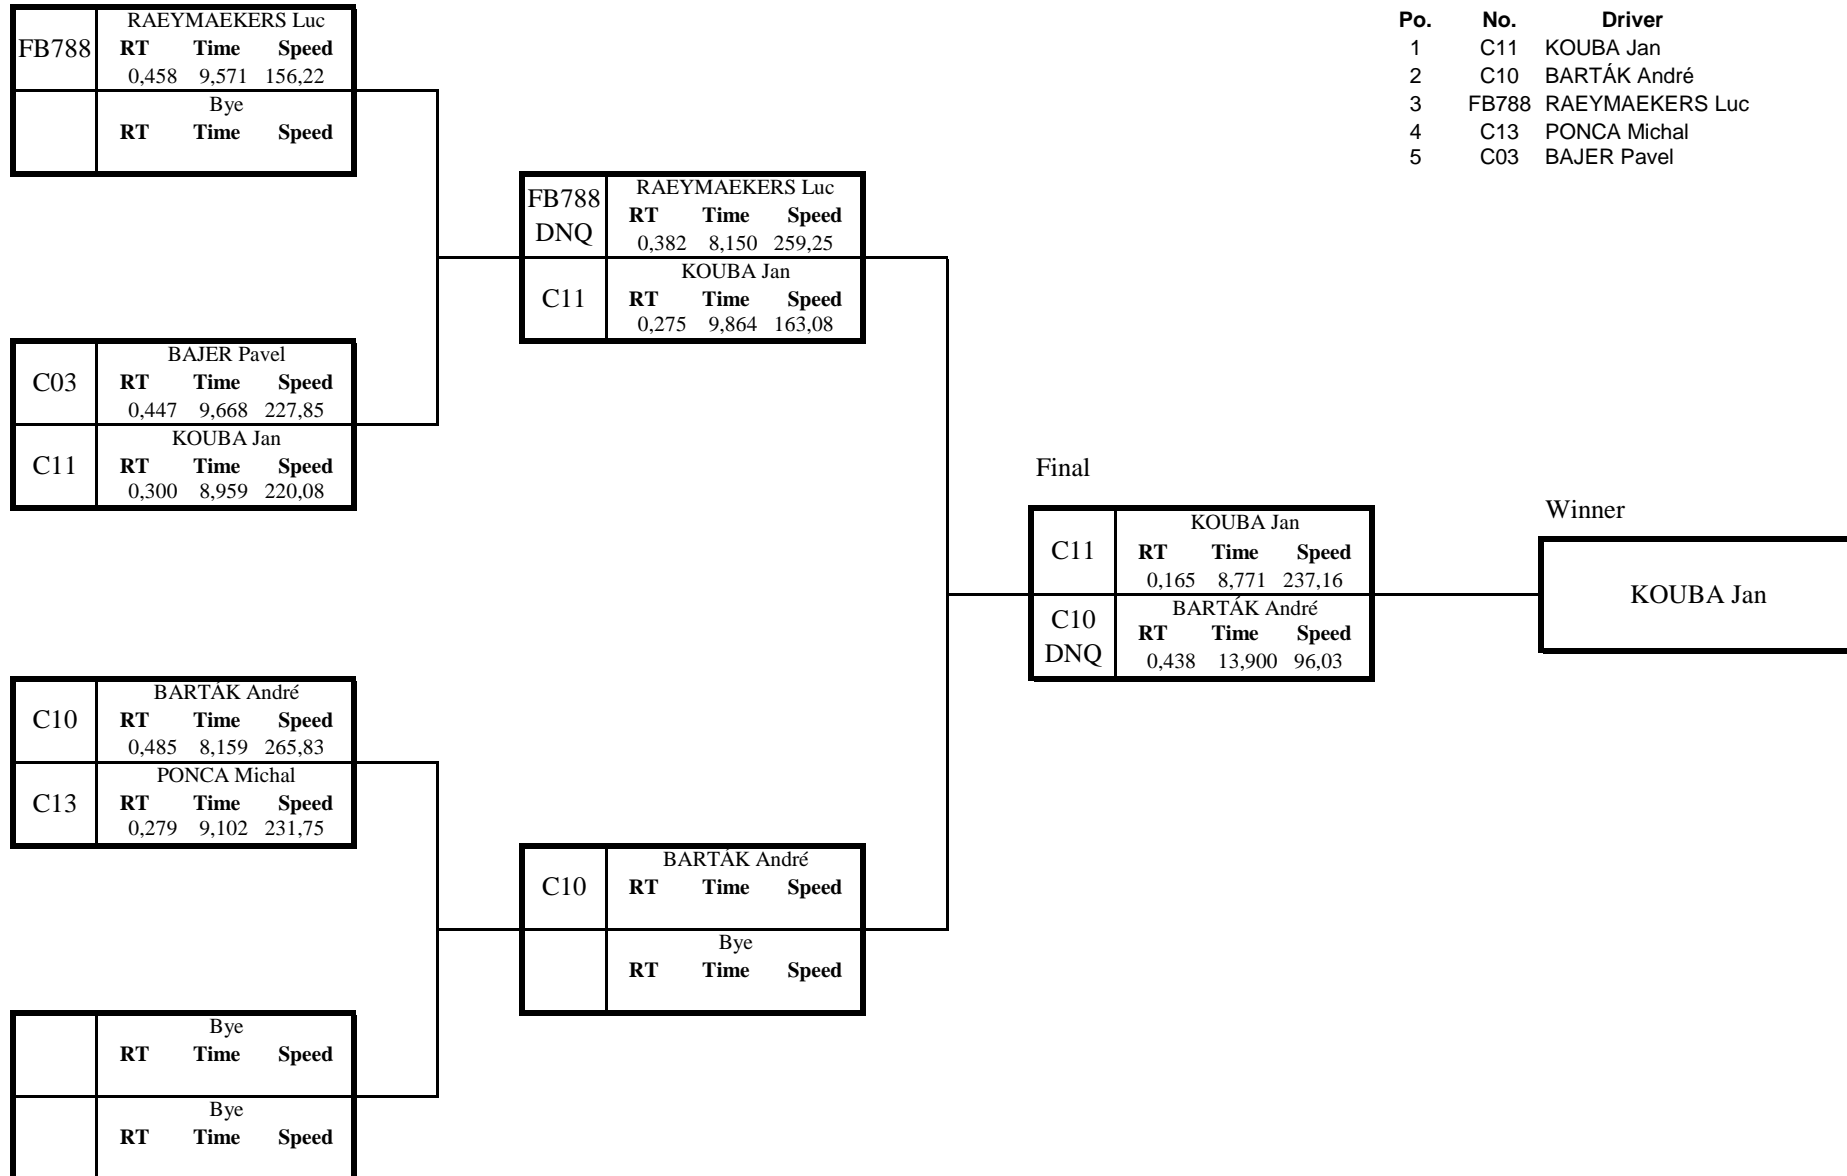 RAEYMAEKERS Luc
FB788 RT Time Speed
0,458 9,571 156,22
Bye
RT Time Speed
Po. No. Driver
1 C11 KOUBA Jan
2 C10 BARTÁK André
3 FB788 RAEYMAEKERS Luc
4 C13 PONCA Michal
5 C03 BAJER Pavel
RAEYMAEKERS Luc
FB788 RT Time Speed
DNQ 0,382 8,150 259,25
KOUBA Jan
C11 RT Time Speed
0,275 9,864 163,08
BAJER Pavel
C03 RT Time Speed
0,447 9,668 227,85
KOUBA Jan
C11 RT Time Speed
0,300 8,959 220,08
Final
KOUBA Jan
C11 RT Time Speed
0,165 8,771 237,16
BARTÁK André
C10 RT Time Speed
DNQ 0,438 13,900 96,03
Winner
KOUBA Jan
BARTÁK André
C10 RT Time Speed
0,485 8,159 265,83
PONCA Michal
C13 RT Time Speed
0,279 9,102 231,75
BARTÁK André
C10 RT Time Speed
Bye
RT Time Speed
Bye
RT Time Speed
Bye
RT Time Speed